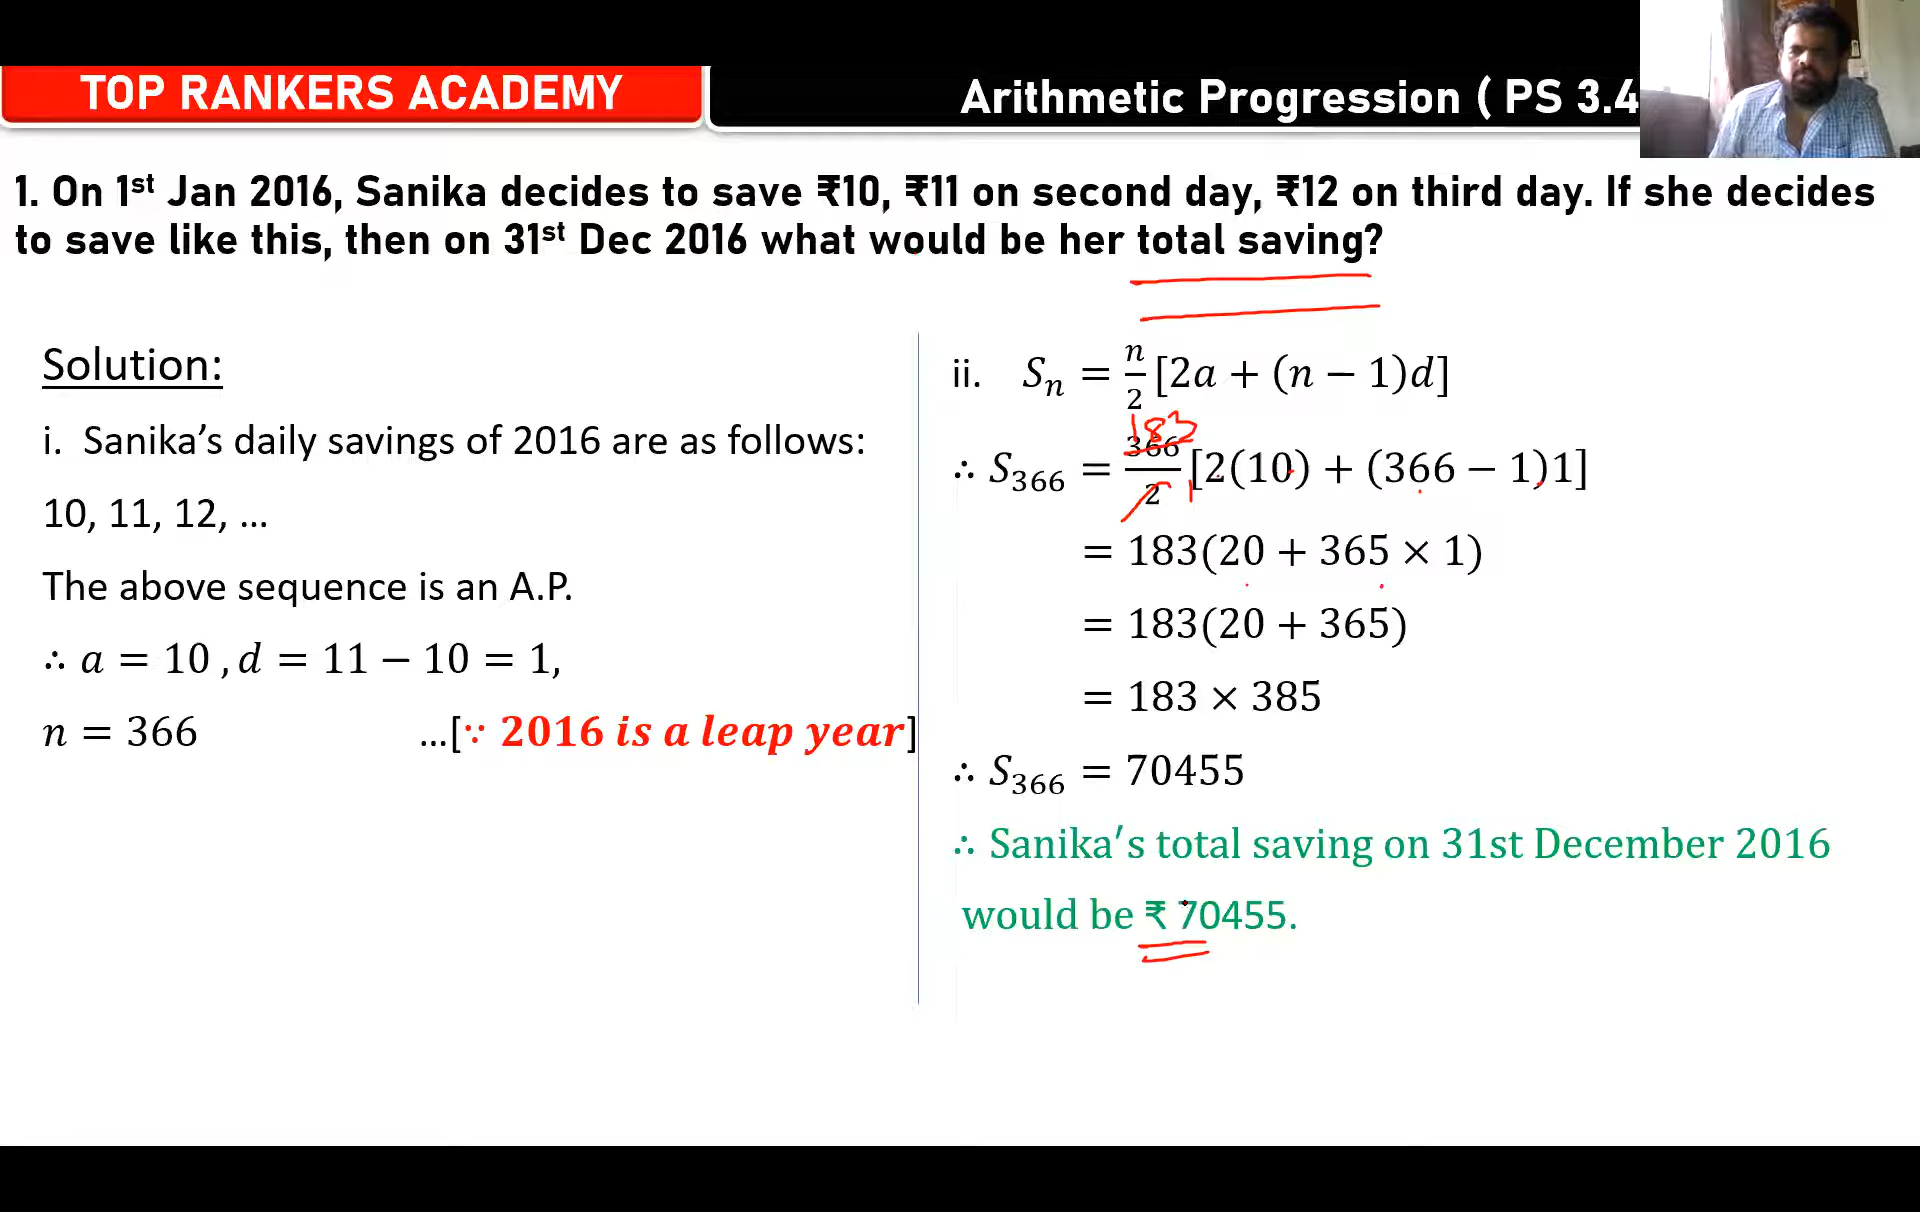 TOP RANKERS ACADEMY
Arithmetic Progression ( PS 3.4
1. On 1st Jan 2016, Sanika decides to save ₹10, ₹11 on second day, ₹12 on third day. If she decides
to save like this, then on 31st Dec 2016 what would be her total saving?
Solution:
i. Sanika’s daily savings of 2016 are as follows:
10, 11, 12, …
The above sequence is an A.P.
∴ a = 10 , d = 11 − 10 = 1,
n = 366 …[∵ 2016 is a leap year]
ii. Sn = n/2 [2a + (n − 1)d]
183
∴ S366 = 366/2 [2(10) + (366 − 1)1]
1
= 183(20 + 365 × 1)
= 183(20 + 365)
= 183 × 385
∴ S366 = 70455
∴ Sanika′s total saving on 31st December 2016
would be ₹ 70455.